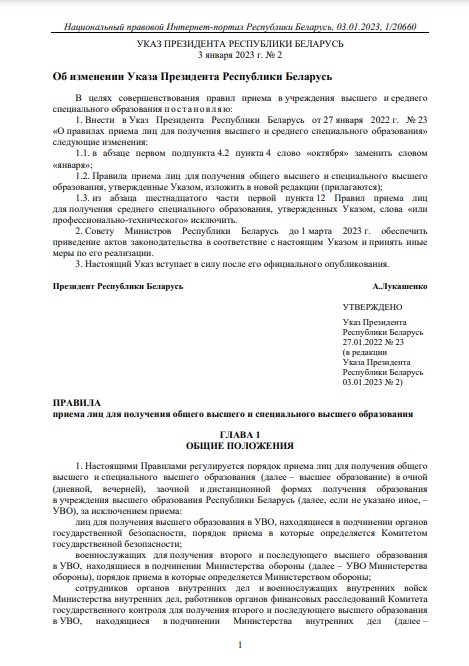 Национальный правовой Интернет-портал Республики Беларусь, 03.01.2023, 1/20660
УКАЗ ПРЕЗИДЕНТА РЕСПУБЛИКИ БЕЛАРУСЬ
3 января 2023 г. № 2
Об изменении Указа Президента Республики Беларусь
В целях совершенствования правил приема в учреждения высшего и среднего
специального образования п о с т а н о в л я ю:
1. Внести в Указ Президента Республики Беларусь от 27 января 2022 г. № 23
«О правилах приема лиц для получения высшего и среднего специального образования»
следующие изменения:
1.1. в абзаце первом подпункта 4.2 пункта 4 слово «октября» заменить словом
«января»;
1.2. Правила приема лиц для получения общего высшего и специального высшего
образования, утвержденные Указом, изложить в новой редакции (прилагаются);
1.3. из абзаца шестнадцатого части первой пункта 12 Правил приема лиц
для получения среднего специального образования, утвержденных Указом, слова «или
профессионально-технического» исключить.
2. Совету Министров Республики Беларусь до 1 марта 2023 г. обеспечить
приведение актов законодательства в соответствие с настоящим Указом и принять иные
меры по его реализации.
3. Настоящий Указ вступает в силу после его официального опубликования.
Президент Республики Беларусь А.Лукашенко
УТВЕРЖДЕНО
Указ Президента
Республики Беларусь
27.01.2022 № 23
(в редакции
Указа Президента
Республики Беларусь
03.01.2023 № 2)
ПРАВИЛА
приема лиц для получения общего высшего и специального высшего образования
ГЛАВА 1
ОБЩИЕ ПОЛОЖЕНИЯ
1. Настоящими Правилами регулируется порядок приема лиц для получения общего
высшего и специального высшего образования (далее – высшее образование) в очной
(дневной, вечерней), заочной и дистанционной формах получения образования
в учреждения высшего образования Республики Беларусь (далее, если не указано иное, –
УВО), за исключением приема:
лиц для получения высшего образования в УВО, находящиеся в подчинении органов
государственной безопасности, порядок приема в которые определяется Комитетом
государственной безопасности;
военнослужащих для получения второго и последующего высшего образования
в УВО, находящиеся в подчинении Министерства обороны (далее – УВО Министерства
обороны), порядок приема в которые определяется Министерством обороны;
сотрудников органов внутренних дел и военнослужащих внутренних войск
Министерства внутренних дел, работников органов финансовых расследований Комитета
государственного контроля для получения второго и последующего высшего образования
в УВО, находящиеся в подчинении Министерства внутренних дел (далее –
1